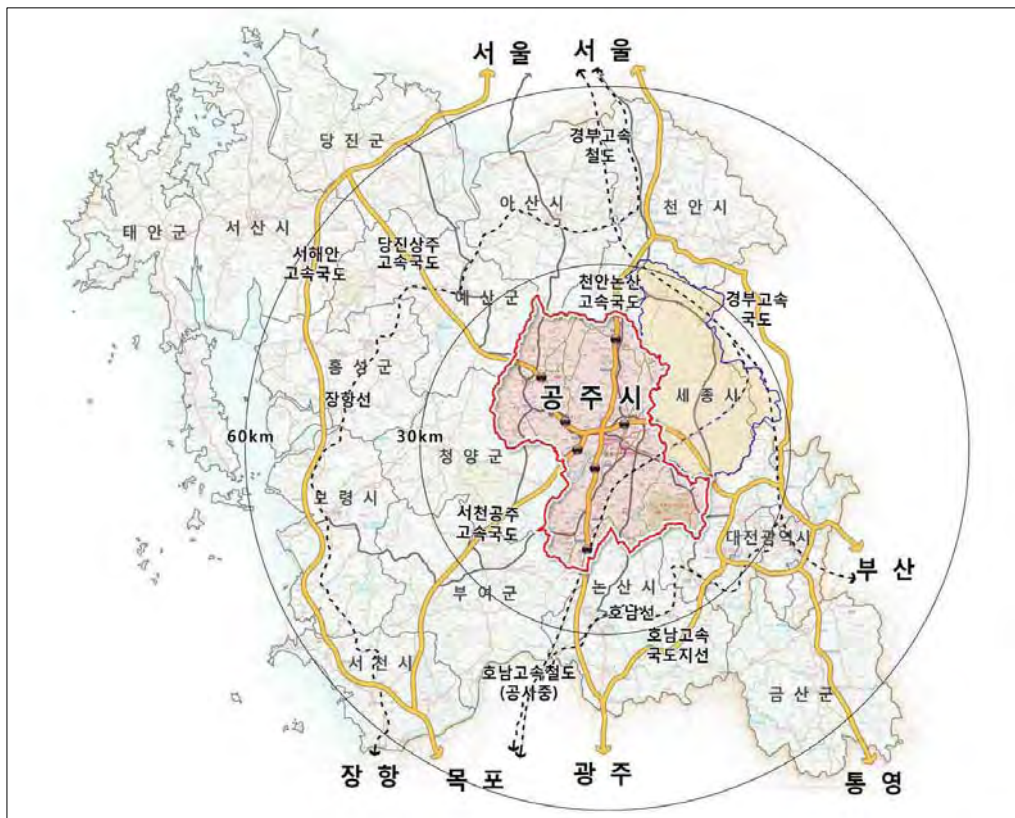 서 울
서 울
당진군
경부고속
철도
아산시
천안시
태안군
서산시
서해안
고속국도
당진상주
고속국도
예산군
천안논산
고속국도
경부고속
국도
홍성군
공주시
세종시
장항선
60km
30km
청양군
보령시
서천공주
고속국도
대전광역시
부 산
부여군
논산시
호남선
호남고속
국도지선
서천시
호남고속철도
(공사중)
금산군
장 항
목 포
광 주
통 영